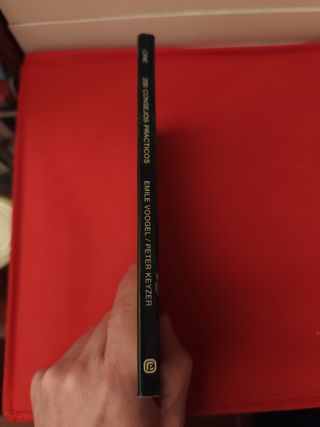 CINE 200 CONSEJOS PRACTICOS EMILE VOOGEL / PETER KEYZER